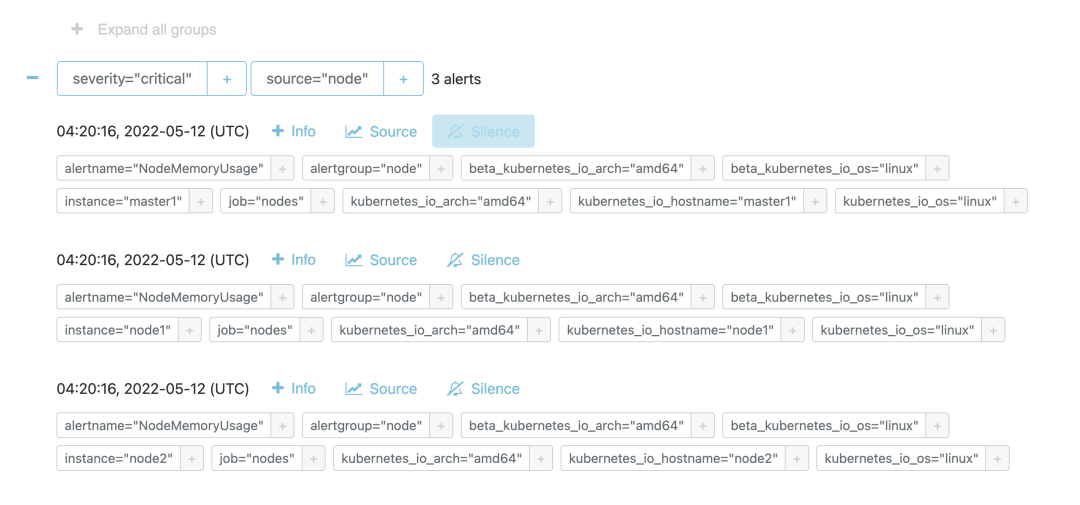 + Expand all groups
− severity="critical" + source="node" + 3 alerts
04:20:16, 2022-05-12 (UTC) + Info Source Silence
alertname="NodeMemoryUsage" + alertgroup="node" + beta_kubernetes_io_arch="amd64" + beta_kubernetes_io_os="linux" +
instance="master1" + job="nodes" + kubernetes_io_arch="amd64" + kubernetes_io_hostname="master1" + kubernetes_io_os="linux" +
04:20:16, 2022-05-12 (UTC) + Info Source Silence
alertname="NodeMemoryUsage" + alertgroup="node" + beta_kubernetes_io_arch="amd64" + beta_kubernetes_io_os="linux" +
instance="node1" + job="nodes" + kubernetes_io_arch="amd64" + kubernetes_io_hostname="node1" + kubernetes_io_os="linux" +
04:20:16, 2022-05-12 (UTC) + Info Source Silence
alertname="NodeMemoryUsage" + alertgroup="node" + beta_kubernetes_io_arch="amd64" + beta_kubernetes_io_os="linux" +
instance="node2" + job="nodes" + kubernetes_io_arch="amd64" + kubernetes_io_hostname="node2" + kubernetes_io_os="linux" +